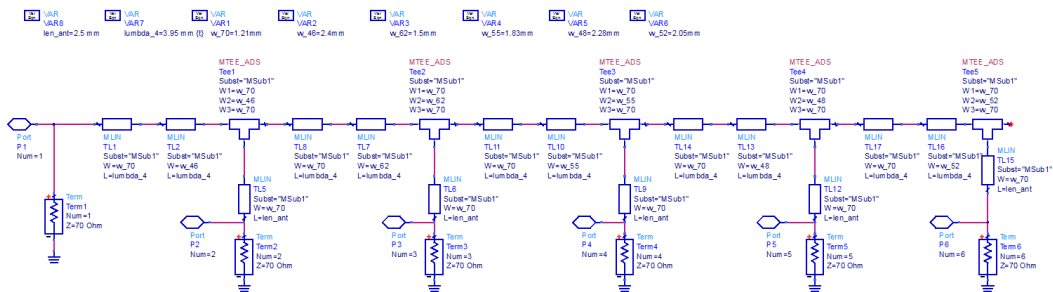 VAR
VAR8
len_ant=2.5 mm
VAR
VAR7
lumbda_4=3.95 mm {t}
VAR
VAR1
w_70=1.21mm
VAR
VAR2
w_46=2.4mm
VAR
VAR3
w_62=1.5mm
VAR
VAR4
w_55=1.83mm
VAR
VAR5
w_48=2.28mm
VAR
VAR6
w_52=2.05mm
MTEE_ADS
Tee1
Subst="MSub1"
W1=w_70
W2=w_46
W3=w_70
MTEE_ADS
Tee2
Subst="MSub1"
W1=w_70
W2=w_62
W3=w_70
MTEE_ADS
Tee3
Subst="MSub1"
W1=w_70
W2=w_55
W3=w_70
MTEE_ADS
Tee4
Subst="MSub1"
W1=w_70
W2=w_48
W3=w_70
MTEE_ADS
Tee5
Subst="MSub1"
W1=w_70
W2=w_52
W3=w_70
Port
P1
Num=1
MLIN
TL1
Subst="MSub1"
W=w_70
L=lumbda_4
MLIN
TL2
Subst="MSub1"
W=w_46
L=lumbda_4
MLIN
TL8
Subst="MSub1"
W=w_70
L=lumbda_4
MLIN
TL7
Subst="MSub1"
W=w_62
L=lumbda_4
MLIN
TL11
Subst="MSub1"
W=w_70
L=lumbda_4
MLIN
TL10
Subst="MSub1"
W=w_55
L=lumbda_4
MLIN
TL14
Subst="MSub1"
W=w_70
L=lumbda_4
MLIN
TL13
Subst="MSub1"
W=w_48
L=lumbda_4
MLIN
TL17
Subst="MSub1"
W=w_70
L=lumbda_4
MLIN
TL16
Subst="MSub1"
W=w_52
L=lumbda_4
MLIN
TL5
Subst="MSub1"
W=w_70
L=len_ant
MLIN
TL6
Subst="MSub1"
W=w_70
L=len_ant
MLIN
TL9
Subst="MSub1"
W=w_70
L=len_ant
MLIN
TL12
Subst="MSub1"
W=w_70
L=len_ant
MLIN
TL15
Subst="MSub1"
W=w_70
L=len_ant
Term
Term1
Num=1
Z=70 Ohm
Port
P2
Num=2
Term
Term2
Num=2
Z=70 Ohm
Port
P3
Num=3
Term
Term3
Num=3
Z=70 Ohm
Port
P4
Num=4
Term
Term4
Num=4
Z=70 Ohm
Port
P5
Num=5
Term
Term5
Num=5
Z=70 Ohm
Port
P6
Num=6
Term
Term6
Num=6
Z=70 Ohm